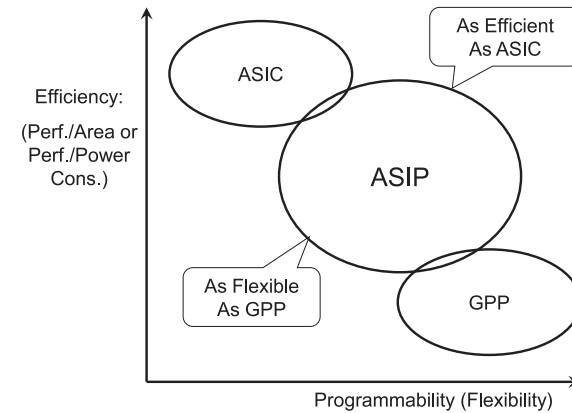 As Efficient
As ASIC
ASIC
Efficiency:
(Perf./Area or
Perf./Power
Cons.)
ASIP
As Flexible
As GPP
GPP
Programmability (Flexibility)